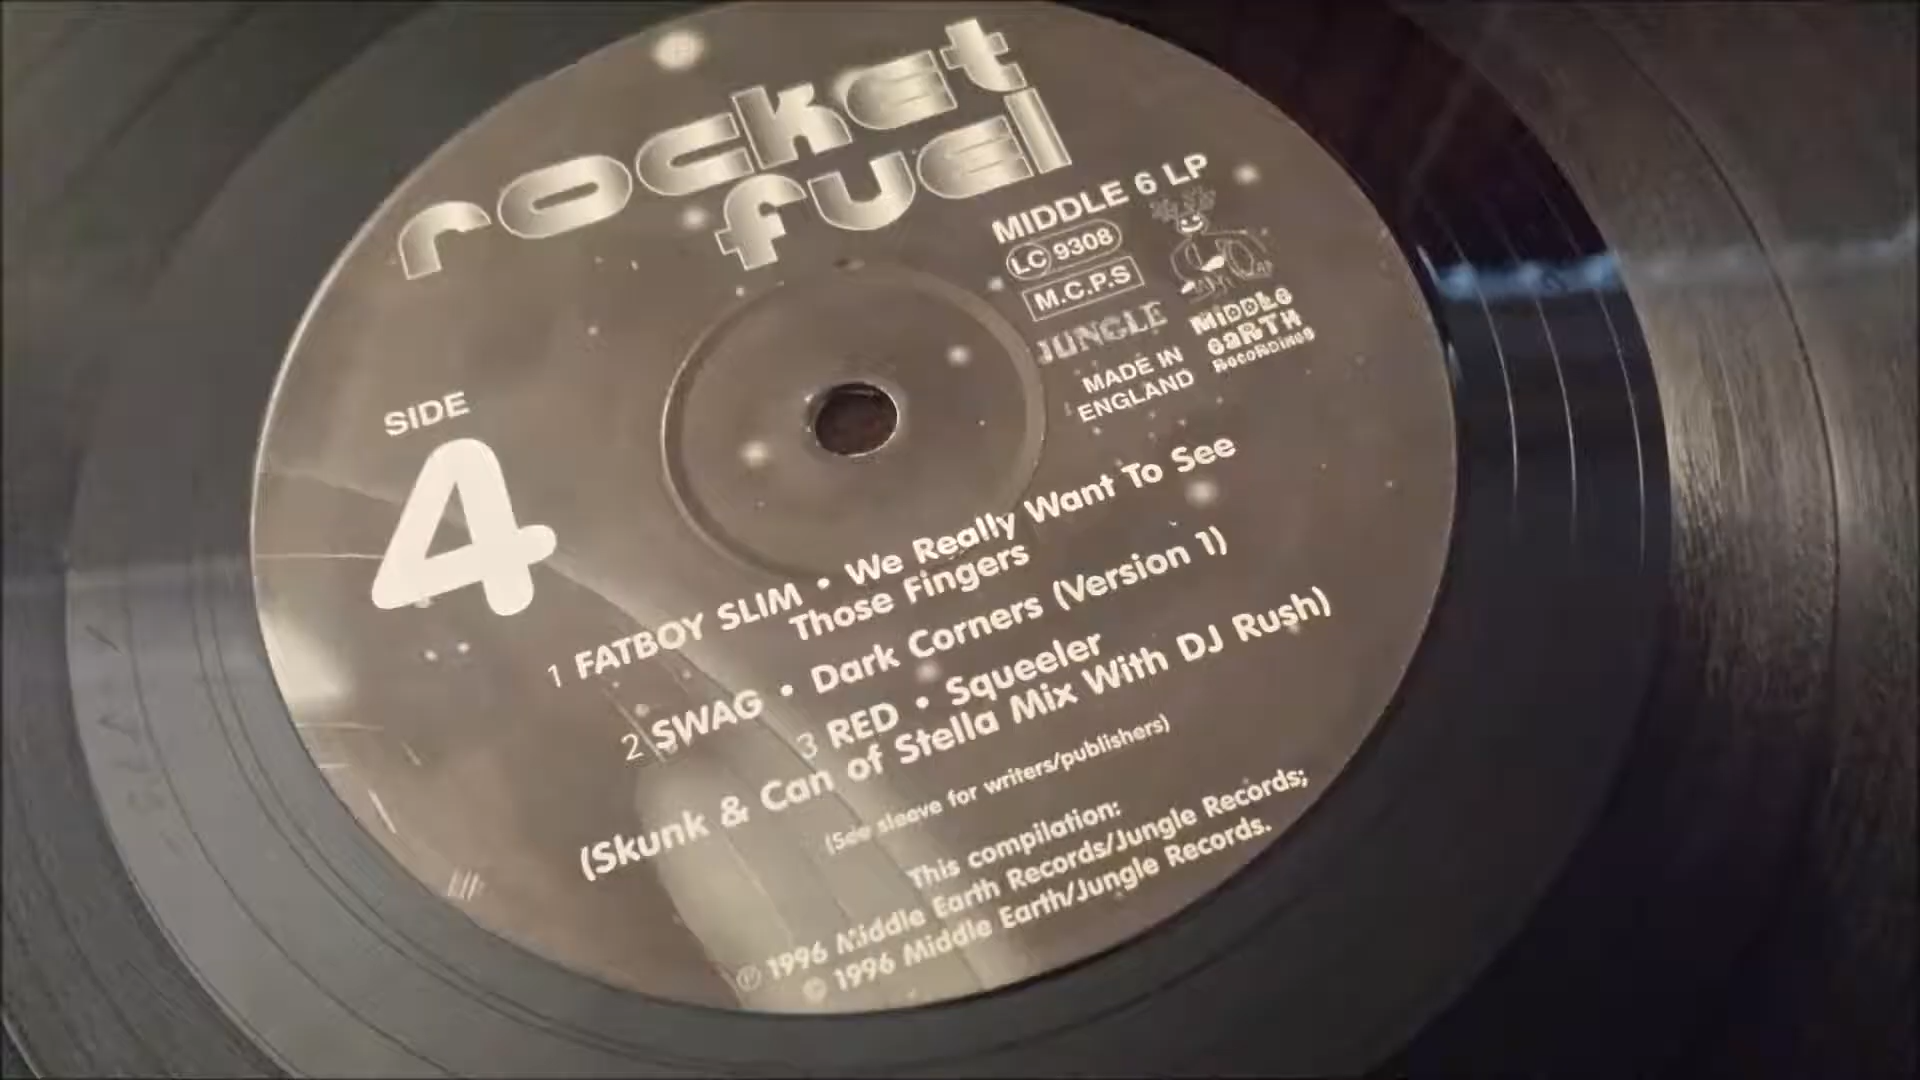 rocket
fuel
MIDDLE 6 LP
LC 9308
M.C.P.S
JUNGLE
MIDDLE
EARTH
RECORDINGS
MADE IN
ENGLAND
SIDE
4
1 FATBOY SLIM • We Really Want To See
Those Fingers
2 SWAG • Dark Corners (Version 1)
3 RED • Squeeler
(Skunk & Can of Stella Mix With DJ Rush)
(See sleeve for writers/publishers)
This compilation:
℗ 1996 Middle Earth Records/Jungle Records;
© 1996 Middle Earth/Jungle Records.